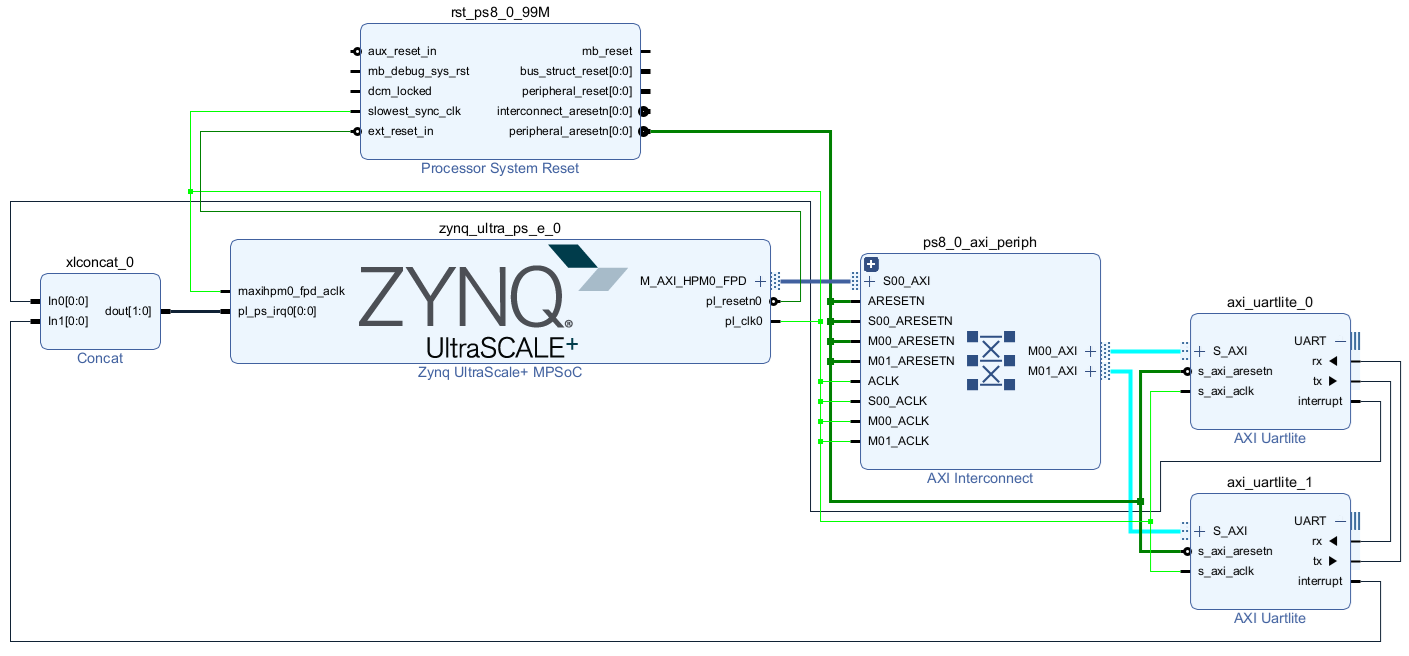 rst_ps8_0_99M
aux_reset_in
mb_debug_sys_rst
dcm_locked
slowest_sync_clk
ext_reset_in
mb_reset
bus_struct_reset[0:0]
peripheral_reset[0:0]
interconnect_aresetn[0:0]
peripheral_aresetn[0:0]
Processor System Reset
xlconcat_0
In0[0:0]
In1[0:0]
dout[1:0]
Concat
zynq_ultra_ps_e_0
maxihpm0_fpd_aclk
pl_ps_irq0[0:0]
ZYNQ®
UltraSCALE+
M_AXI_HPM0_FPD
pl_resetn0
pl_clk0
Zynq UltraScale+ MPSoC
ps8_0_axi_periph
S00_AXI
ARESETN
S00_ARESETN
M00_ARESETN
M01_ARESETN
ACLK
S00_ACLK
M00_ACLK
M01_ACLK
M00_AXI
M01_AXI
AXI Interconnect
axi_uartlite_0
S_AXI
s_axi_aresetn
s_axi_aclk
UART
rx
tx
interrupt
AXI Uartlite
axi_uartlite_1
S_AXI
s_axi_aresetn
s_axi_aclk
UART
rx
tx
interrupt
AXI Uartlite